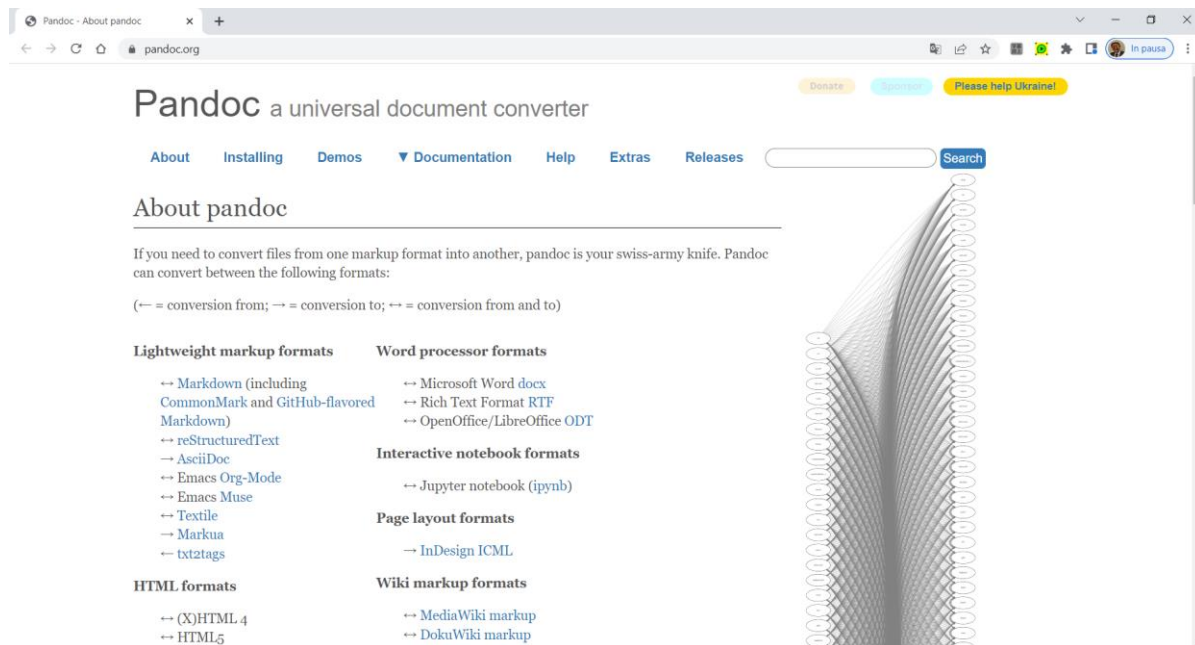 Pandoc - About pandoc
pandoc.org
In pausa
Donate
Sponsor
Please help Ukraine!
Pandoc a universal document converter
About Installing Demos ▼ Documentation Help Extras Releases Search
About pandoc
If you need to convert files from one markup format into another, pandoc is your swiss-army knife. Pandoc
can convert between the following formats:
(← = conversion from; → = conversion to; ↔ = conversion from and to)
Lightweight markup formats
↔ Markdown (including
CommonMark and GitHub-flavored
Markdown)
↔ reStructuredText
→ AsciiDoc
↔ Emacs Org-Mode
↔ Emacs Muse
↔ Textile
→ Markua
← txt2tags
HTML formats
↔ (X)HTML 4
↔ HTML5
Word processor formats
↔ Microsoft Word docx
↔ Rich Text Format RTF
↔ OpenOffice/LibreOffice ODT
Interactive notebook formats
↔ Jupyter notebook (ipynb)
Page layout formats
→ InDesign ICML
Wiki markup formats
↔ MediaWiki markup
↔ DokuWiki markup